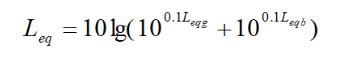 L_eq = 10lg(10^{0.1L_eqg} + 10^{0.1L_eqb})